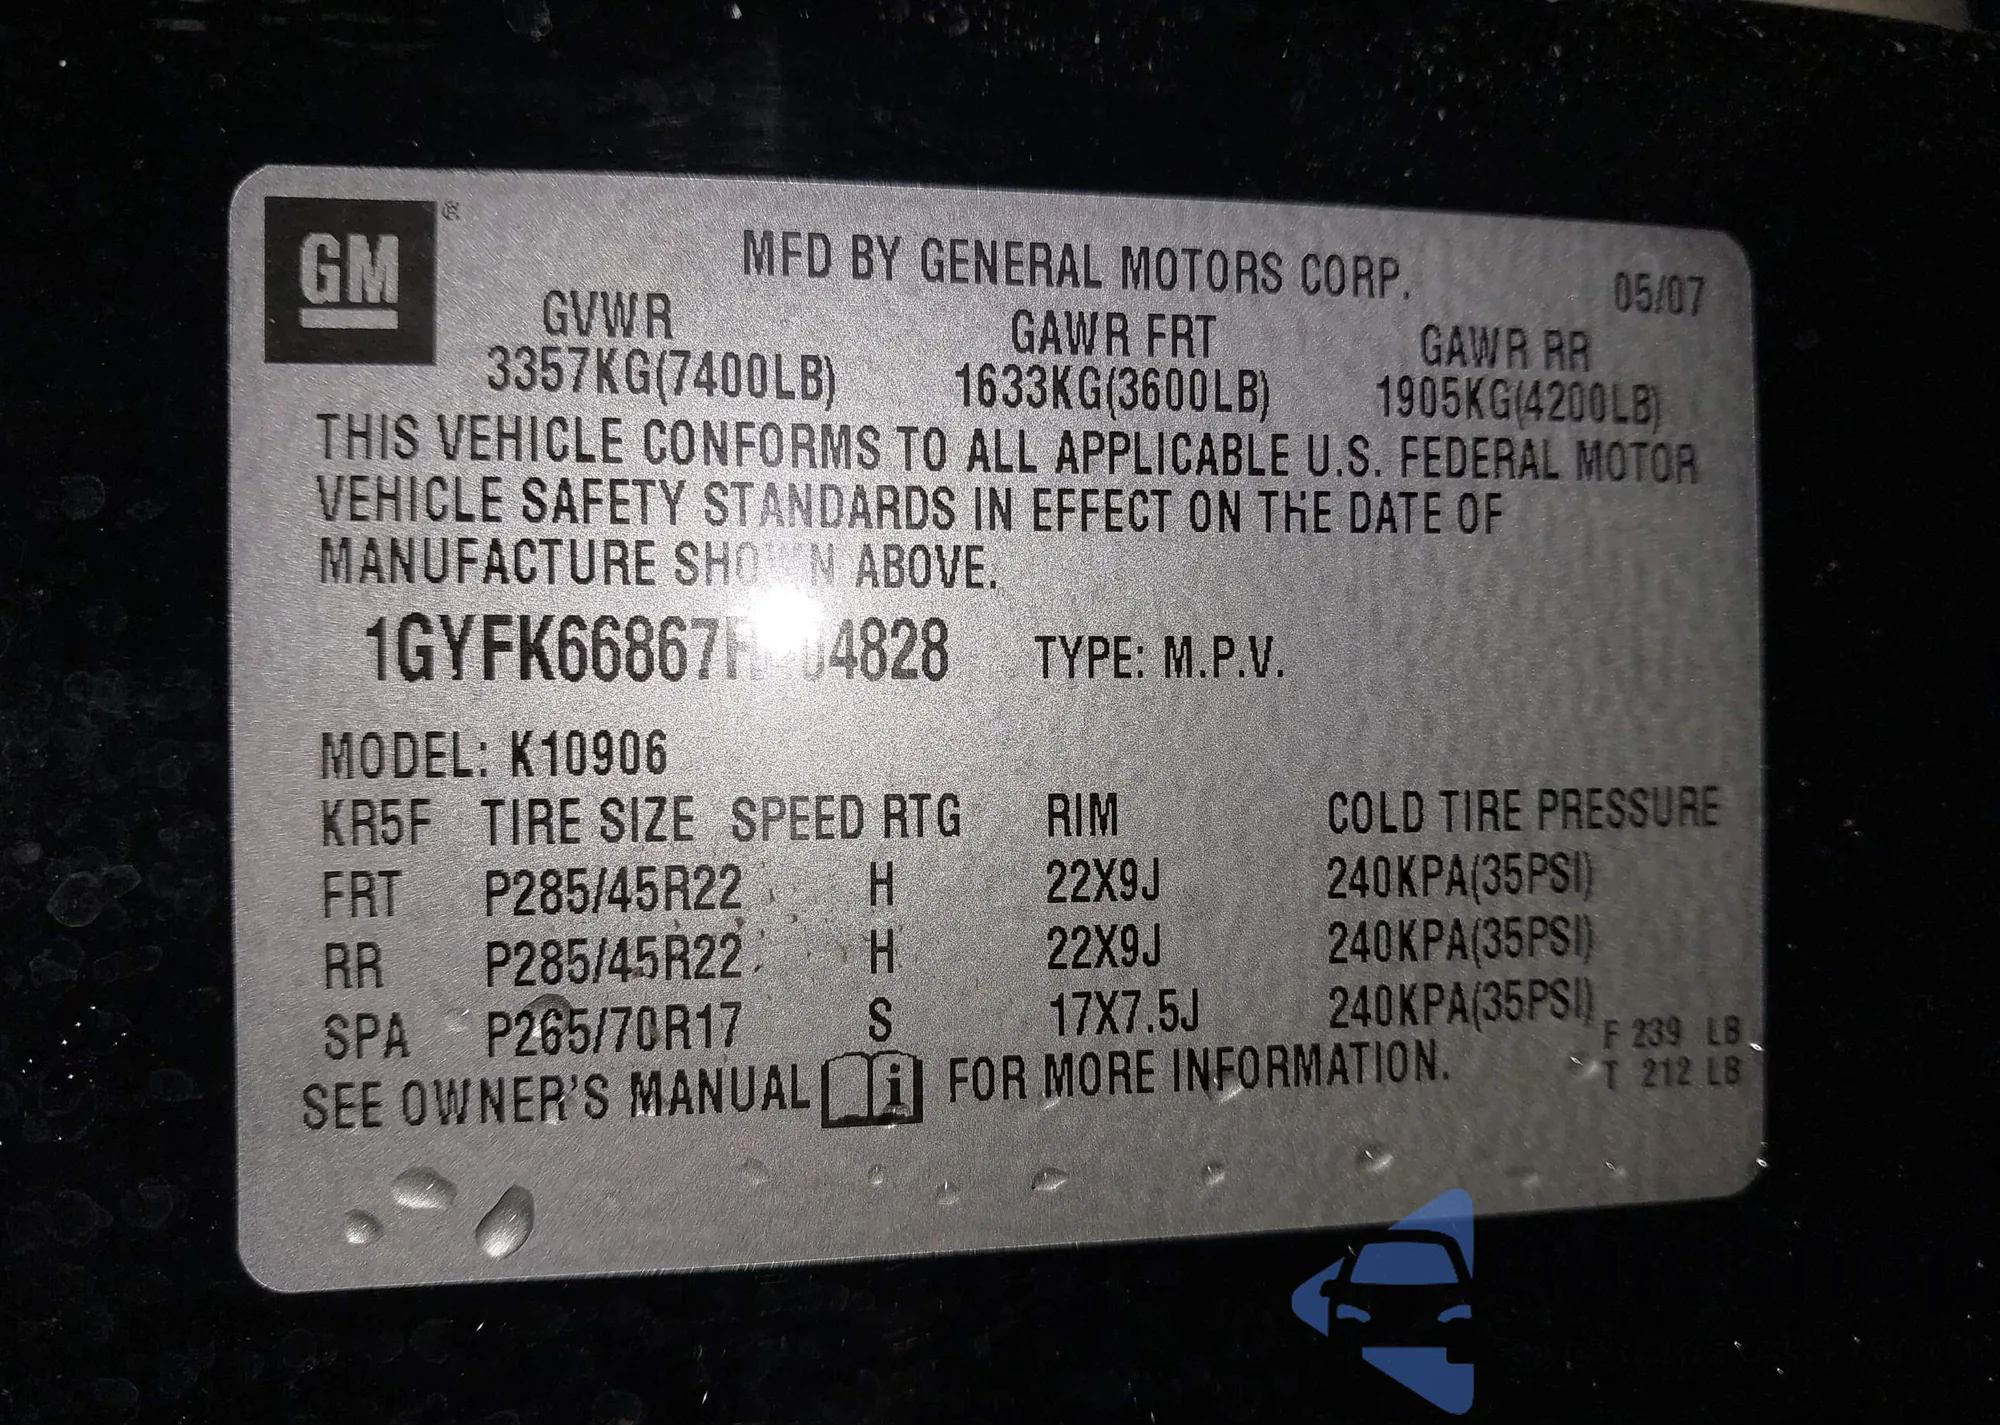 GM ®
MFD BY GENERAL MOTORS CORP.
05/07
GVWR GAWR FRT GAWR RR
3357KG(7400LB) 1633KG(3600LB) 1905KG(4200LB)
THIS VEHICLE CONFORMS TO ALL APPLICABLE U.S. FEDERAL MOTOR
VEHICLE SAFETY STANDARDS IN EFFECT ON THE DATE OF
MANUFACTURE SHOWN ABOVE.
TYPE: M.P.V.
MODEL: K10906
KR5F TIRE SIZE SPEED RTG RIM COLD TIRE PRESSURE
FRT P285/45R22 H 22X9J 240KPA(35PSI)
RR P285/45R22 H 22X9J 240KPA(35PSI)
SPA P265/70R17 S 17X7.5J 240KPA(35PSI)
F 239 LB
T 212 LB
SEE OWNER'S MANUAL i FOR MORE INFORMATION.